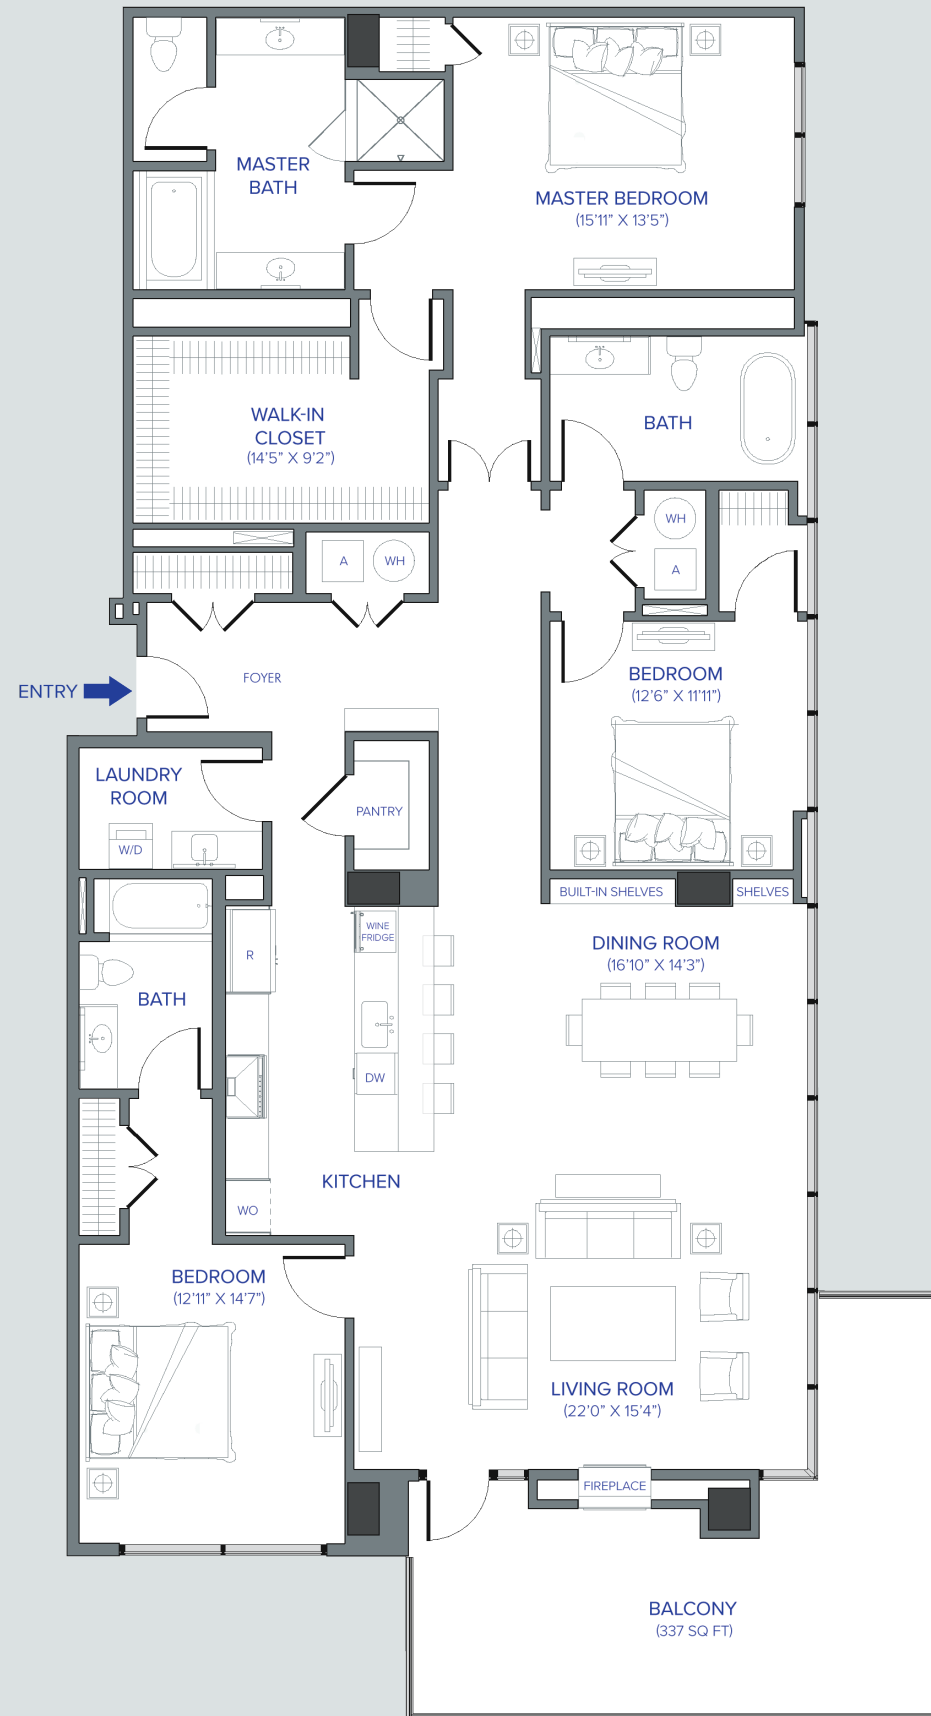 MASTER
BATH
MASTER BEDROOM
(15'11" X 13'5")
WALK-IN
CLOSET
(14'5" X 9'2")
BATH
WH
A
A
WH
ENTRY
FOYER
BEDROOM
(12'6" X 11'11")
LAUNDRY
ROOM
W/D
PANTRY
BUILT-IN SHELVES
SHELVES
WINE
FRIDGE
R
DINING ROOM
(16'10" X 14'3")
BATH
DW
KITCHEN
WO
BEDROOM
(12'11" X 14'7")
LIVING ROOM
(22'0" X 15'4")
FIREPLACE
BALCONY
(337 SQ FT)